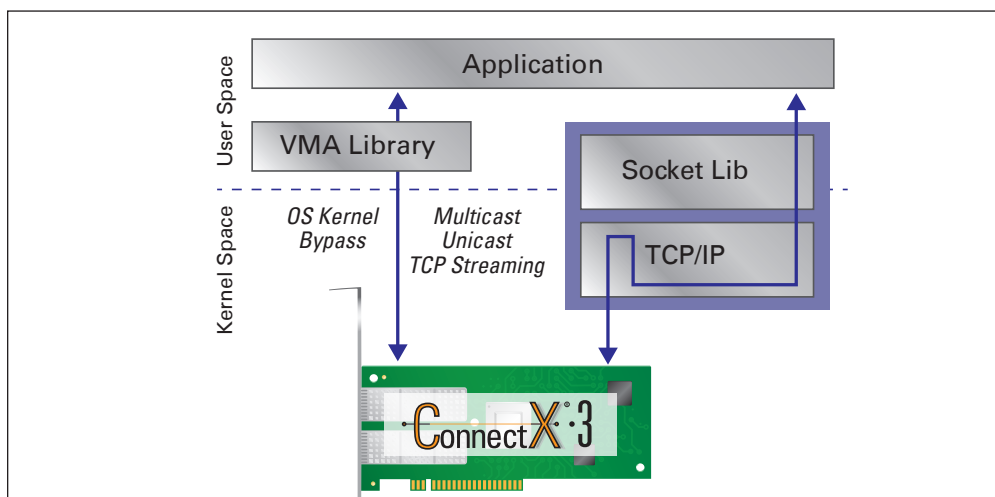 Application
User Space
VMA Library
Socket Lib
OS Kernel
Bypass
Multicast
Unicast
TCP Streaming
Kernel Space
TCP/IP
ConnectX®·3